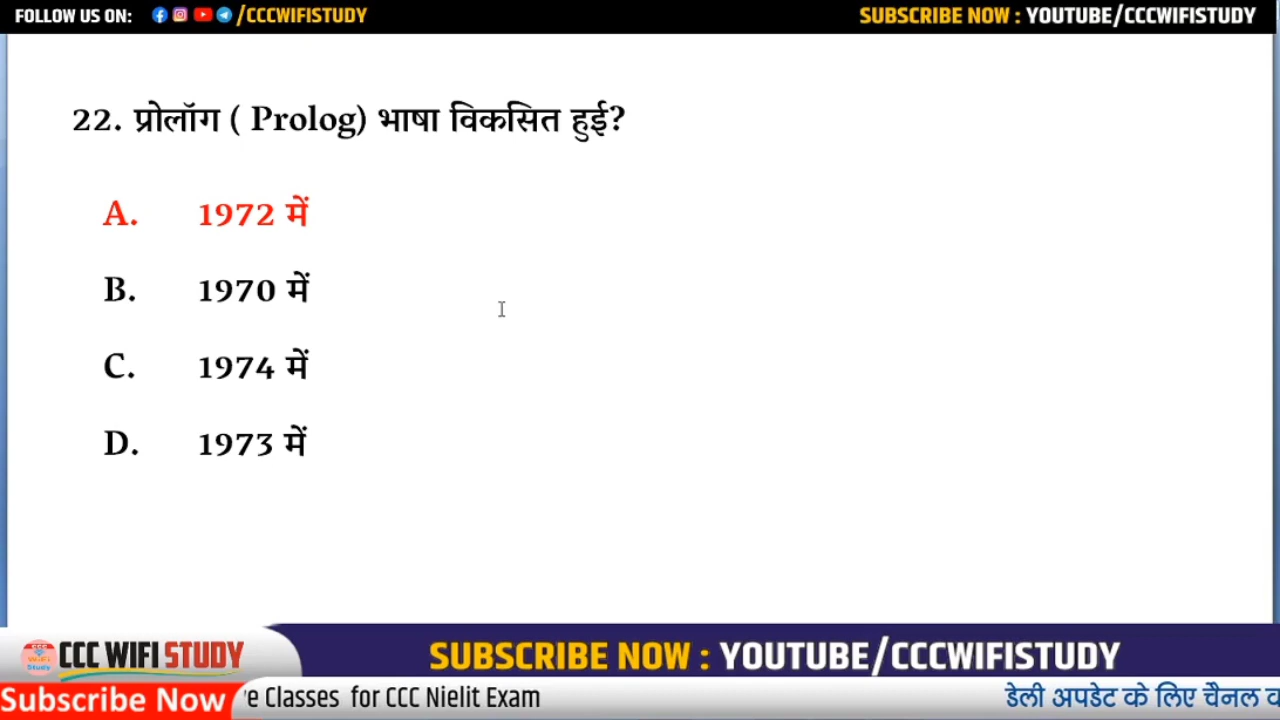 FOLLOW US ON: /CCCWIFISTUDY
SUBSCRIBE NOW : YOUTUBE/CCCWIFISTUDY
22. प्रोलॉग ( Prolog) भाषा विकसित हुई?
A. 1972 में
B. 1970 में
C. 1974 में
D. 1973 में
CCC WIFI STUDY
SUBSCRIBE NOW : YOUTUBE/CCCWIFISTUDY
Subscribe Now
Classes for CCC Nielit Exam
डेली अपडेट के लिए चैनल